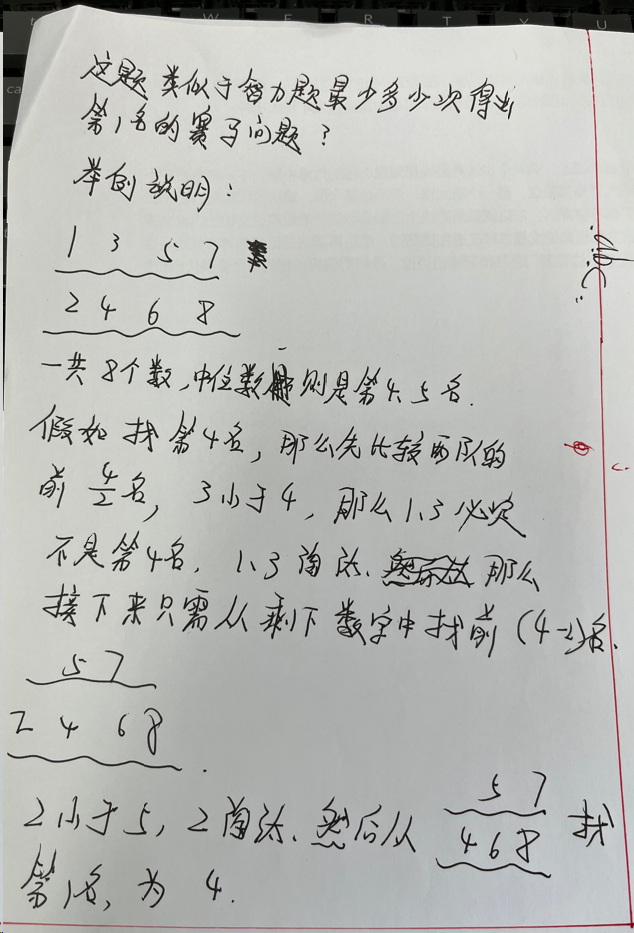 这题类似于智力题最少多少次得出
第1名的赛马问题?
举例说明:
1 3 5 7
2 4 6 8
一共8个数,中位数则是第4、5名.
假如找第4名,那么先比较两队的
前4/2名,3小于4,那么1、3必定
不是第4名,1、3淘汰、那么
接下来只需从剩下数字中找前(4-2)名.
5 7
2 4 6 8
2小于5,2淘汰、然后从 5 7 找
4 6 8
第1名,为4.